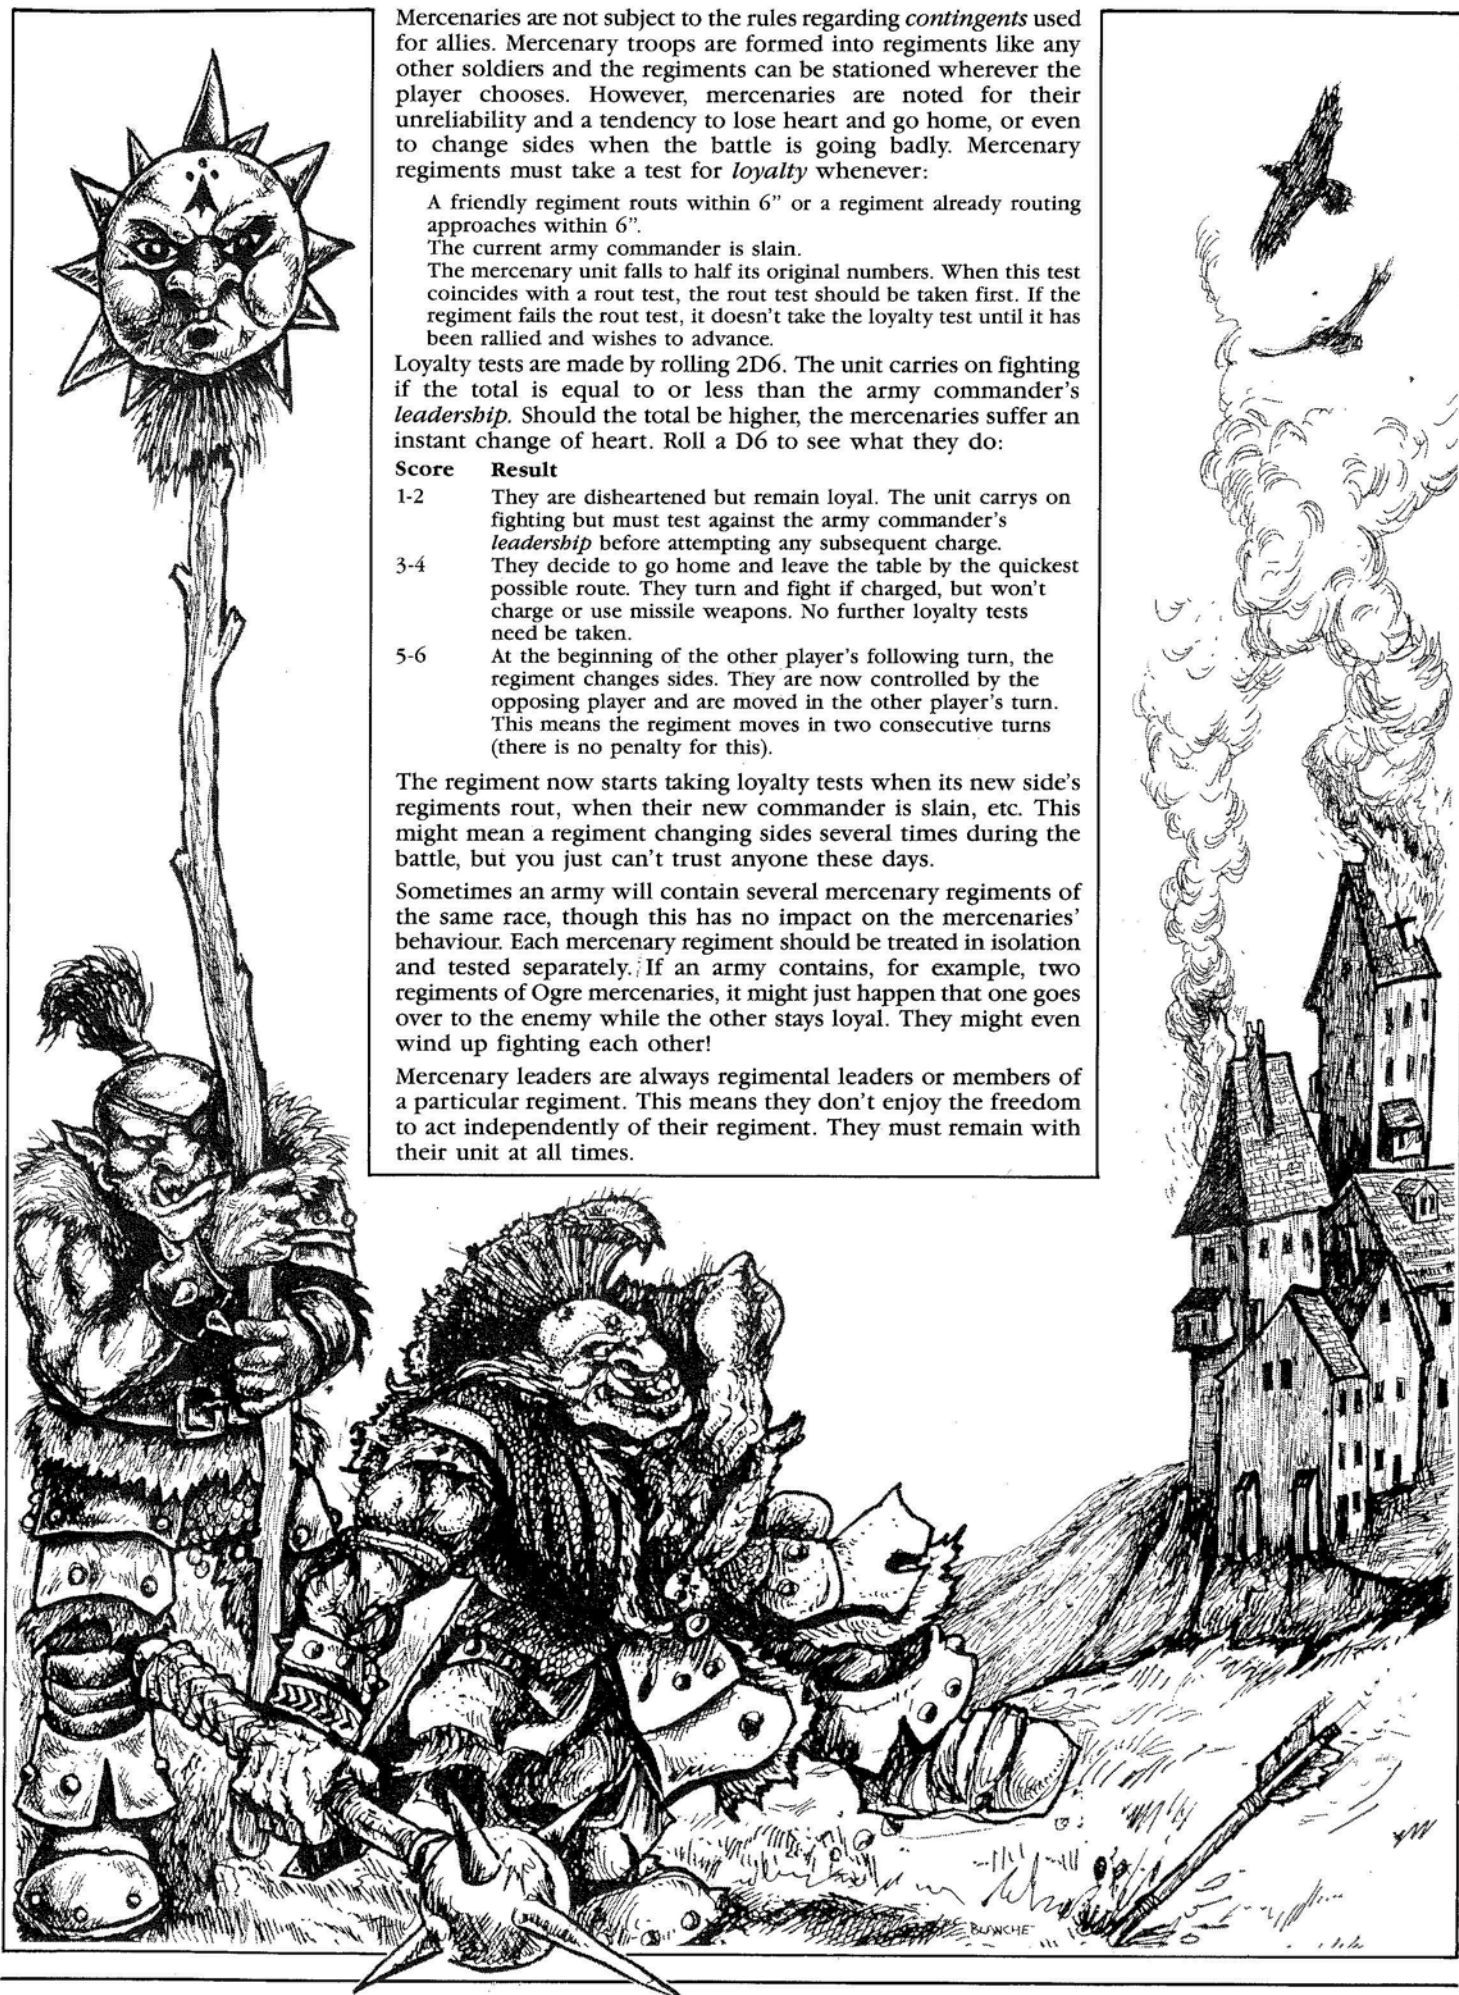 Mercenaries are not subject to the rules regarding contingents used
for allies. Mercenary troops are formed into regiments like any
other soldiers and the regiments can be stationed wherever the
player chooses. However, mercenaries are noted for their
unreliability and a tendency to lose heart and go home, or even
to change sides when the battle is going badly. Mercenary
regiments must take a test for loyalty whenever:
A friendly regiment routs within 6” or a regiment already routing
approaches within 6”.
The current army commander is slain.
The mercenary unit falls to half its original numbers. When this test
coincides with a rout test, the rout test should be taken first. If the
regiment fails the rout test, it doesn't take the loyalty test until it has
been rallied and wishes to advance.
Loyalty tests are made by rolling 2D6. The unit carries on fighting
if the total is equal to or less than the army commander's
leadership. Should the total be higher, the mercenaries suffer an
instant change of heart. Roll a D6 to see what they do:
Score Result
1-2 They are disheartened but remain loyal. The unit carrys on
fighting but must test against the army commander's
leadership before attempting any subsequent charge.
3-4 They decide to go home and leave the table by the quickest
possible route. They turn and fight if charged, but won't
charge or use missile weapons. No further loyalty tests
need be taken.
5-6 At the beginning of the other player's following turn, the
regiment changes sides. They are now controlled by the
opposing player and are moved in the other player's turn.
This means the regiment moves in two consecutive turns
(there is no penalty for this).
The regiment now starts taking loyalty tests when its new side's
regiments rout, when their new commander is slain, etc. This
might mean a regiment changing sides several times during the
battle, but you just can't trust anyone these days.
Sometimes an army will contain several mercenary regiments of
the same race, though this has no impact on the mercenaries'
behaviour. Each mercenary regiment should be treated in isolation
and tested separately. If an army contains, for example, two
regiments of Ogre mercenaries, it might just happen that one goes
over to the enemy while the other stays loyal. They might even
wind up fighting each other!
Mercenary leaders are always regimental leaders or members of
a particular regiment. This means they don't enjoy the freedom
to act independently of their regiment. They must remain with
their unit at all times.
BLANCHE